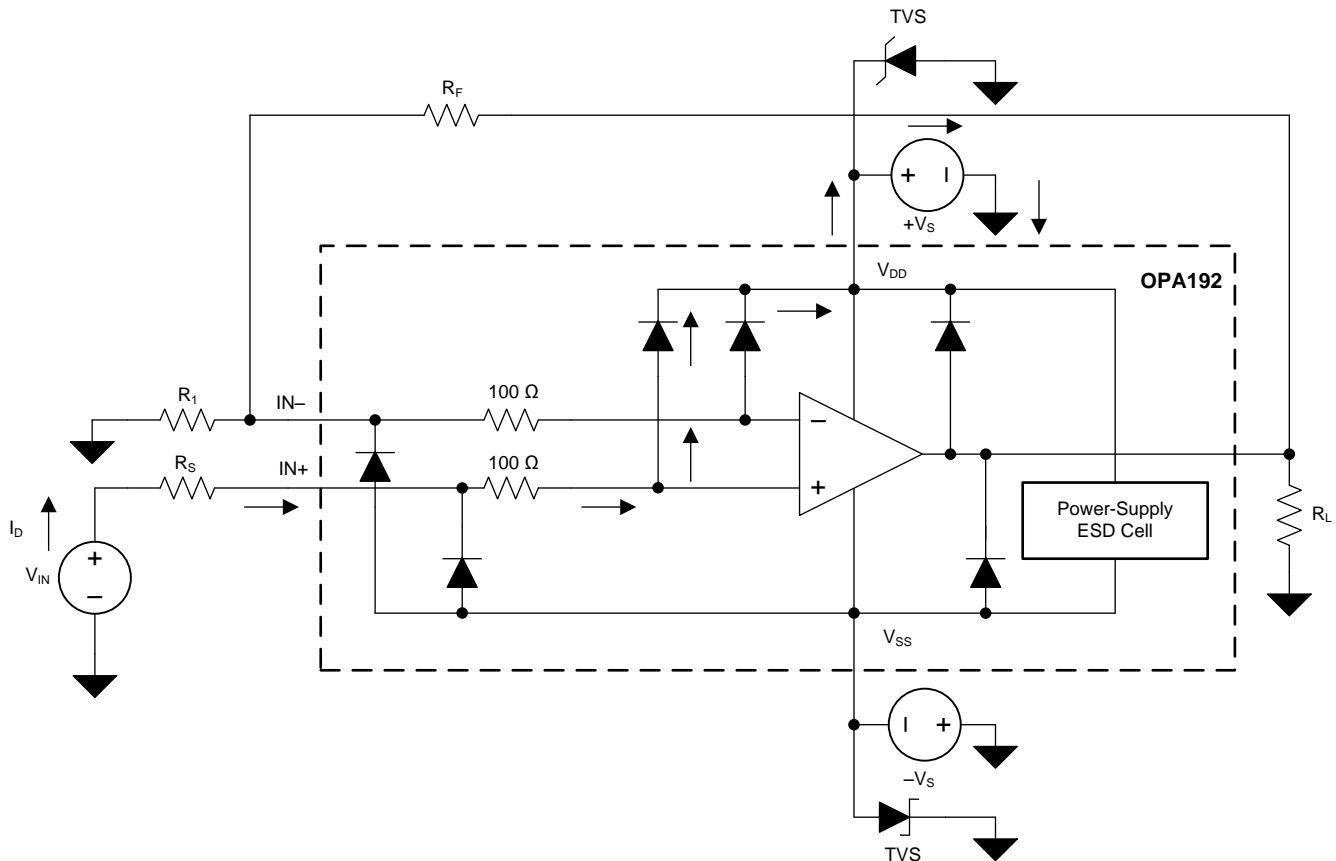 TVS
R_F
+V_S
V_DD
OPA192
R_1
IN–
100 Ω
R_S
IN+
100 Ω
–
+
I_D
V_IN
+
–
Power-Supply
ESD Cell
R_L
V_SS
+
–V_S
TVS